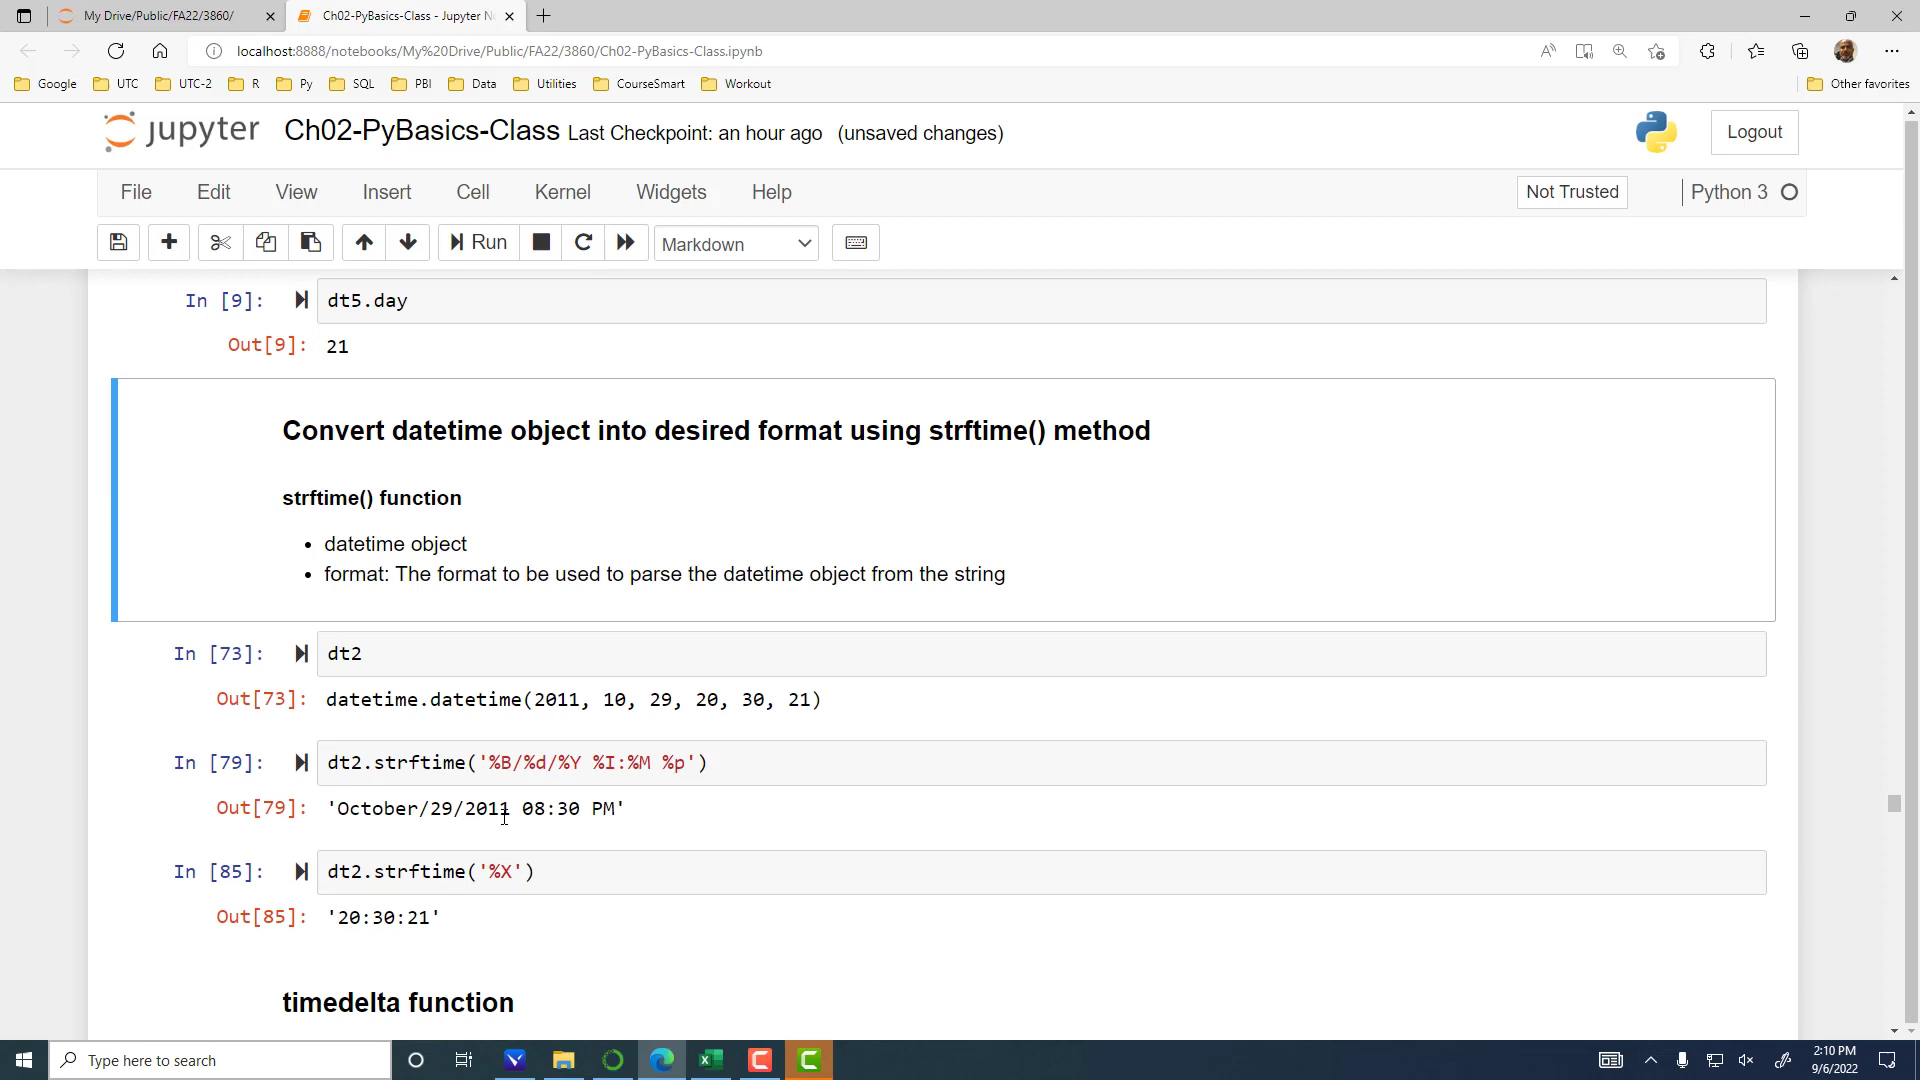 My Drive/Public/FA22/3860/
Ch02-PyBasics-Class - Jupyter N
localhost:8888/notebooks/My%20Drive/Public/FA22/3860/Ch02-PyBasics-Class.ipynb
Google UTC UTC-2 R Py SQL PBI Data Utilities CourseSmart Workout Other favorites
jupyter Ch02-PyBasics-Class Last Checkpoint: an hour ago (unsaved changes) Logout
File Edit View Insert Cell Kernel Widgets Help Not Trusted Python 3
Run Markdown
In [9]: dt5.day
Out[9]: 21
Convert datetime object into desired format using strftime() method
strftime() function
• datetime object
• format: The format to be used to parse the datetime object from the string
In [73]: dt2
Out[73]: datetime.datetime(2011, 10, 29, 20, 30, 21)
In [79]: dt2.strftime('%B/%d/%Y %I:%M %p')
Out[79]: 'October/29/2011 08:30 PM'
In [85]: dt2.strftime('%X')
Out[85]: '20:30:21'
timedelta function
Type here to search
2:10 PM
9/6/2022